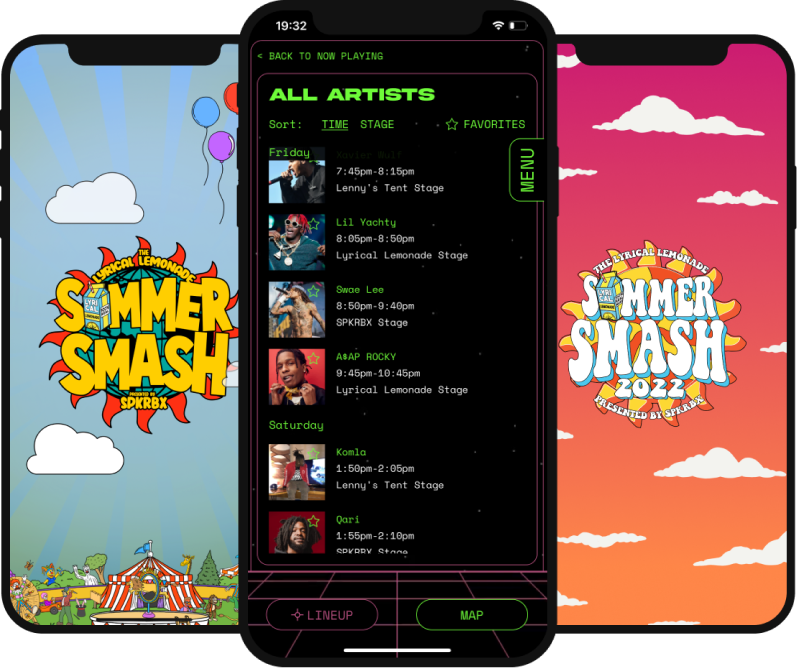 THE
LYRICAL LEMONADE
SUMMER
LYRI
CAL
SMASH
PRESENTED BY
SPKRBX
19:32
< BACK TO NOW PLAYING
ALL ARTISTS
Sort: TIME STAGE FAVORITES
MENU
Friday
Xavier Wulf
7:45pm-8:15pm
Lenny's Tent Stage
Lil Yachty
8:05pm-8:50pm
Lyrical Lemonade Stage
Swae Lee
8:50pm-9:40pm
SPKRBX Stage
A$AP ROCKY
9:45pm-10:45pm
Lyrical Lemonade Stage
Saturday
Komla
1:50pm-2:05pm
Lenny's Tent Stage
Qari
1:55pm-2:10pm
SPKRBX Stage
LINEUP
MAP
THE LYRICAL LEMONADE
SUMMER
LYRI
CAL
SMASH
2022
PRESENTED BY SPKRBX